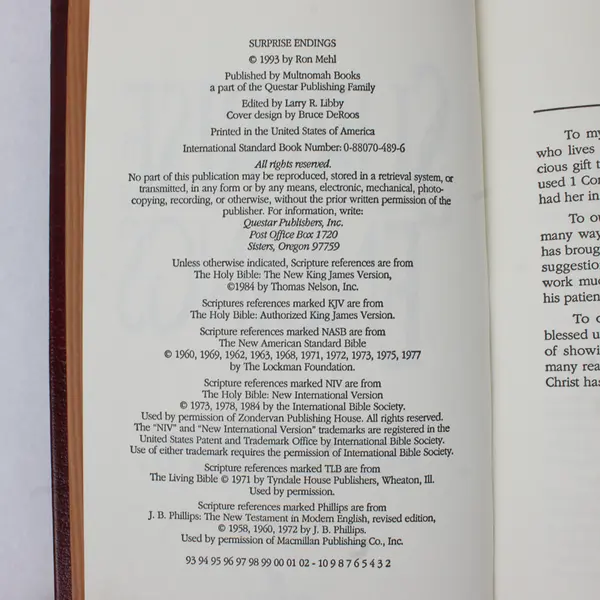 SURPRISE ENDINGS
© 1993 by Ron Mehl
Published by Multnomah Books
a part of the Questar Publishing Family
Edited by Larry R. Libby
Cover design by Bruce DeRoos
Printed in the United States of America
International Standard Book Number: 0-88070-489-6
All rights reserved.
No part of this publication may be reproduced, stored in a retrieval system, or
transmitted, in any form or by any means, electronic, mechanical, photo-
copying, recording, or otherwise, without the prior written permission of the
publisher. For information, write:
Questar Publishers, Inc.
Post Office Box 1720
Sisters, Oregon 97759
Unless otherwise indicated, Scripture references are from
The Holy Bible: The New King James Version,
©1984 by Thomas Nelson, Inc.
Scriptures references marked KJV are from
The Holy Bible: Authorized King James Version.
Scripture references marked NASB are from
The New American Standard Bible
© 1960, 1969, 1962, 1963, 1968, 1971, 1972, 1973, 1975, 1977
by The Lockman Foundation.
Scripture references marked NIV are from
The Holy Bible: New International Version
© 1973, 1978, 1984 by the International Bible Society.
Used by permission of Zondervan Publishing House. All rights reserved.
The "NIV" and "New International Version" trademarks are registered in the
United States Patent and Trademark Office by International Bible Society.
Use of either trademark requires the permission of International Bible Society.
Scripture references marked TLB are from
The Living Bible © 1971 by Tyndale House Publishers, Wheaton, Ill.
Used by permission.
Scripture references marked Phillips are from
J. B. Phillips: The New Testament in Modern English, revised edition,
© 1958, 1960, 1972 by J. B. Phillips.
Used by permission of Macmillan Publishing Co., Inc.
93 94 95 96 97 98 99 00 01 02 - 10 9 8 7 6 5 4 3 2
To my
who lives
cious gift t
used 1 Cor
had her in
To ou
many way
has broug
suggestio
work muc
his patien
To o
blessed u
of showi
many rea
Christ has